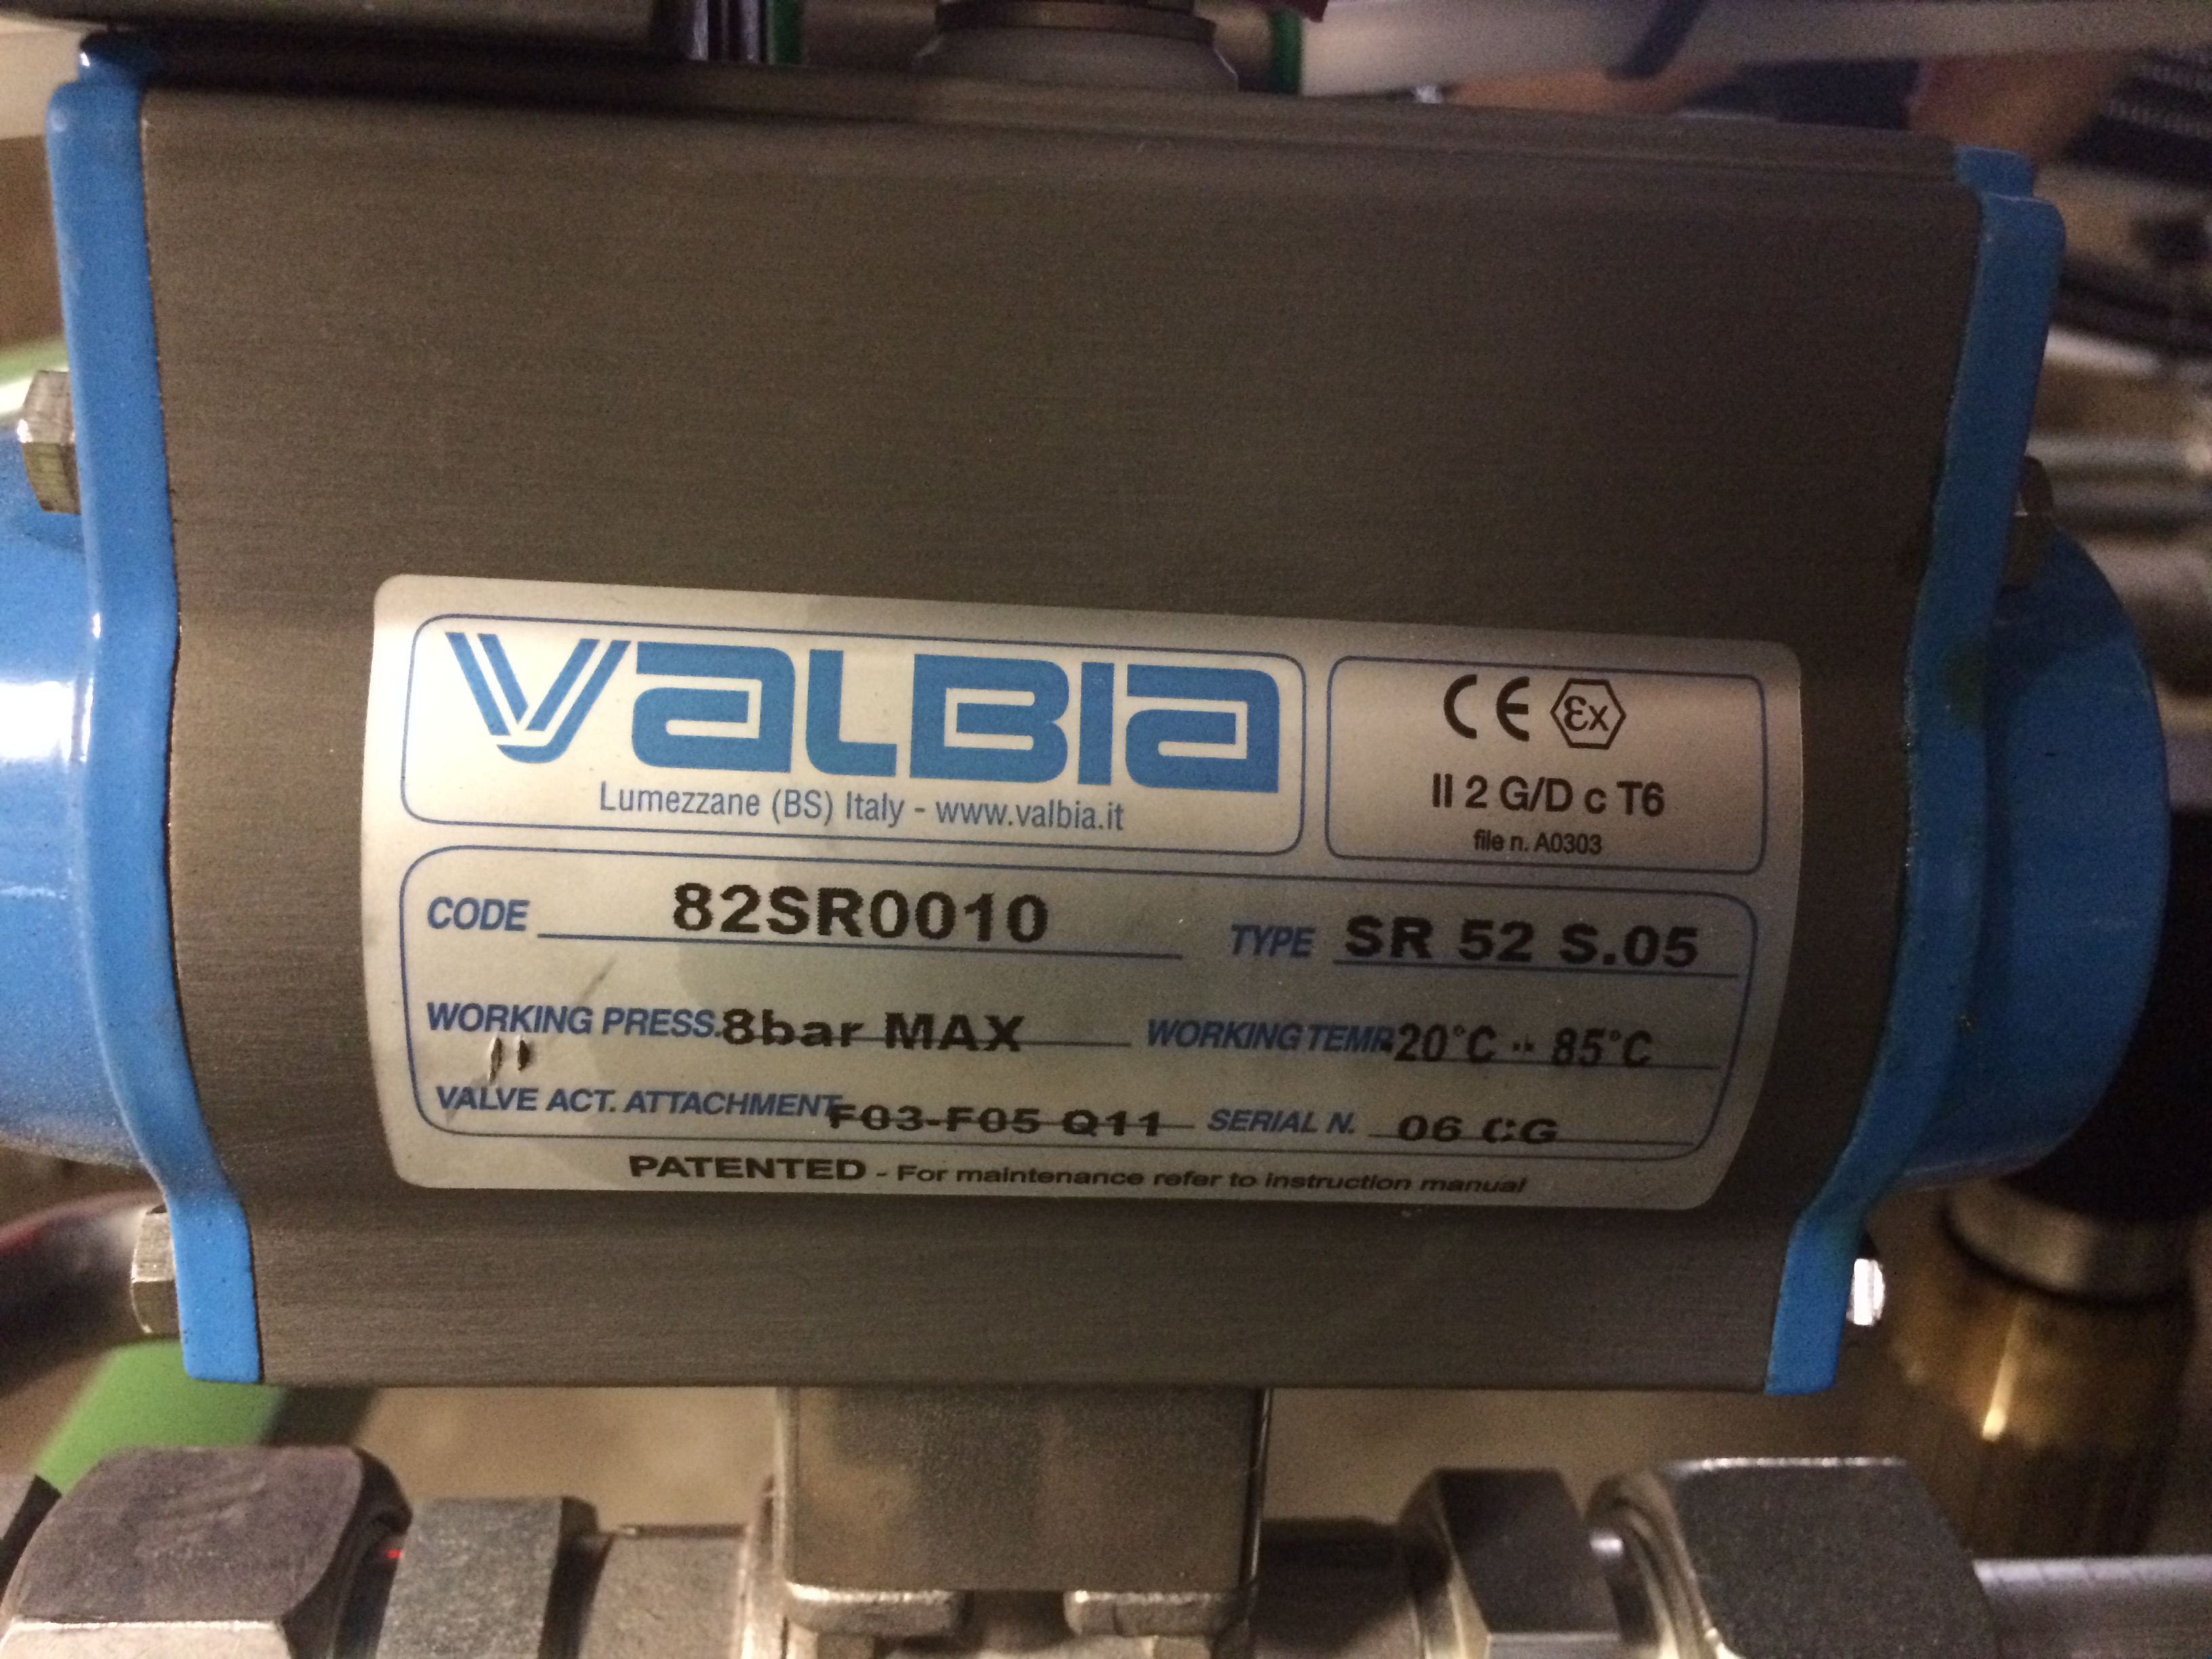 VALBIA
Lumezzane (BS) Italy - www.valbia.it
CE Ex
II 2 G/D c T6
file n. A0303
CODE 82SR0010 TYPE SR 52 S.05
WORKING PRESS. 8bar MAX WORKING TEMP. -20°C .. 85°C
VALVE ACT. ATTACHMENT F03-F05 Q11 SERIAL N. 06 CG
PATENTED - For maintenance refer to instruction manual